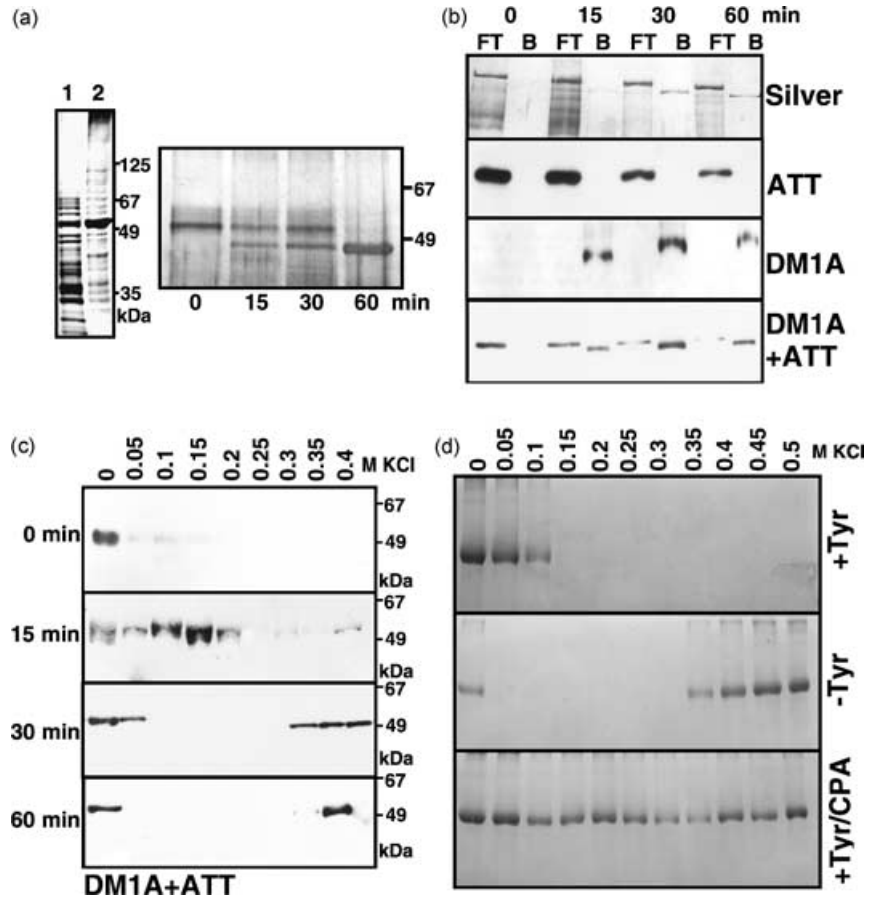 (a)
1 2
125
67
49
35
kDa
67
49
0 15 30 60 min
(b)
0 15 30 60 min
FT B FT B FT B FT B
Silver
ATT
DM1A
DM1A
+ATT
(c)
0 0.05 0.1 0.15 0.2 0.25 0.3 0.35 0.4 M KCl
0 min
67
49
kDa
15 min
67
49
kDa
30 min
67
49
kDa
60 min
67
49
kDa
DM1A+ATT
(d)
0 0.05 0.1 0.15 0.2 0.25 0.3 0.35 0.4 0.45 0.5 M KCl
+Tyr
-Tyr
+Tyr/CPA